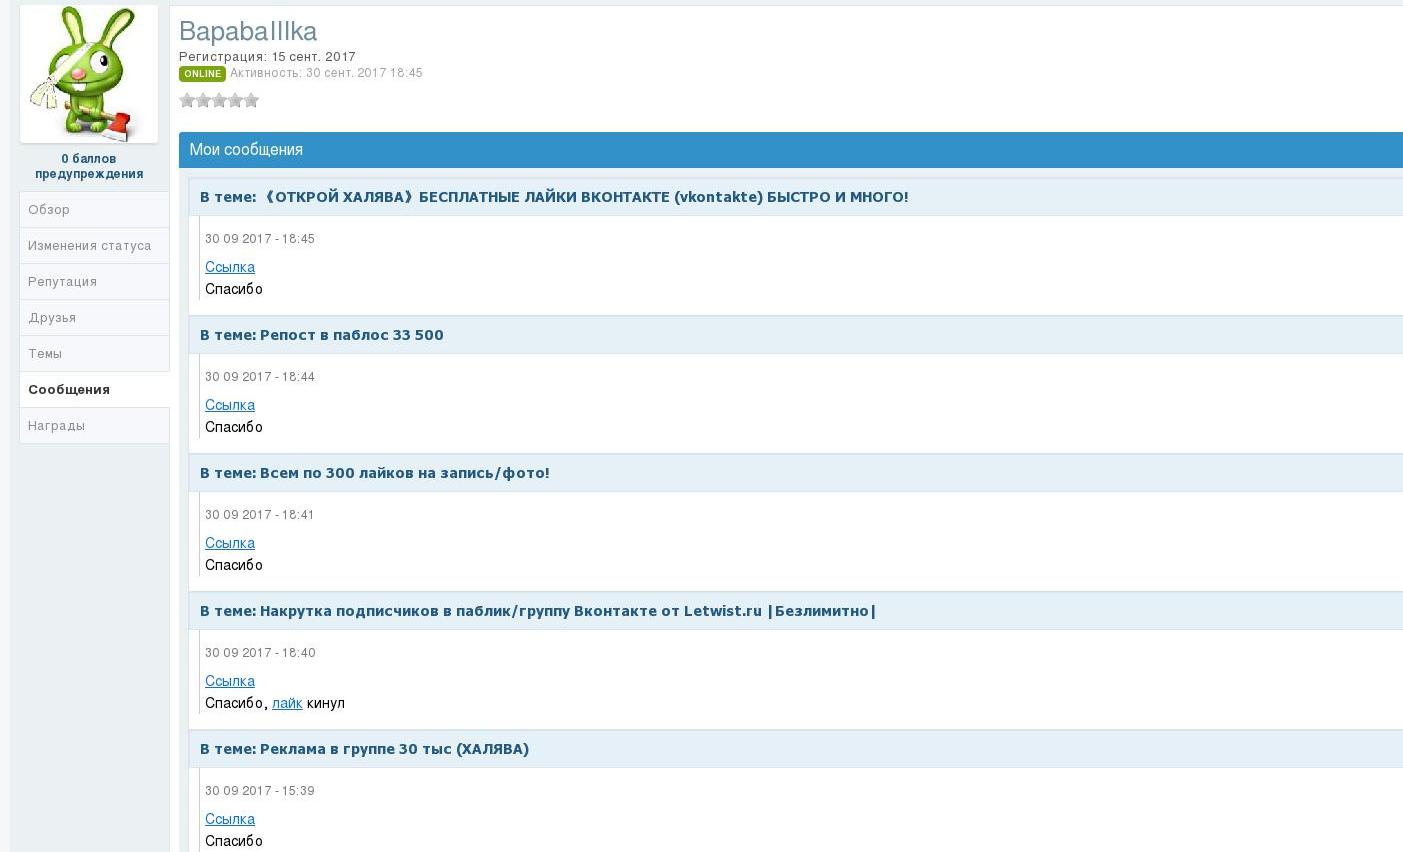 BapabaIIIka
Регистрация: 15 сент. 2017
ONLINE Активность: 30 сент. 2017 18:45
0 баллов
предупреждения
Обзор
Изменения статуса
Репутация
Друзья
Темы
Сообщения
Награды
Мои сообщения
В теме: 《ОТКРОЙ ХАЛЯВА》 БЕСПЛАТНЫЕ ЛАЙКИ ВКОНТАКТЕ (vkontakte) БЫСТРО И МНОГО!
30 09 2017 - 18:45
Ссылка
Спасибо
В теме: Репост в паблос 33 500
30 09 2017 - 18:44
Ссылка
Спасибо
В теме: Всем по 300 лайков на запись/фото!
30 09 2017 - 18:41
Ссылка
Спасибо
В теме: Накрутка подписчиков в паблик/группу Вконтакте от Letwist.ru |Безлимитно|
30 09 2017 - 18:40
Ссылка
Спасибо, лайк кинул
В теме: Реклама в группе 30 тыс (ХАЛЯВА)
30 09 2017 - 15:39
Ссылка
Спасибо